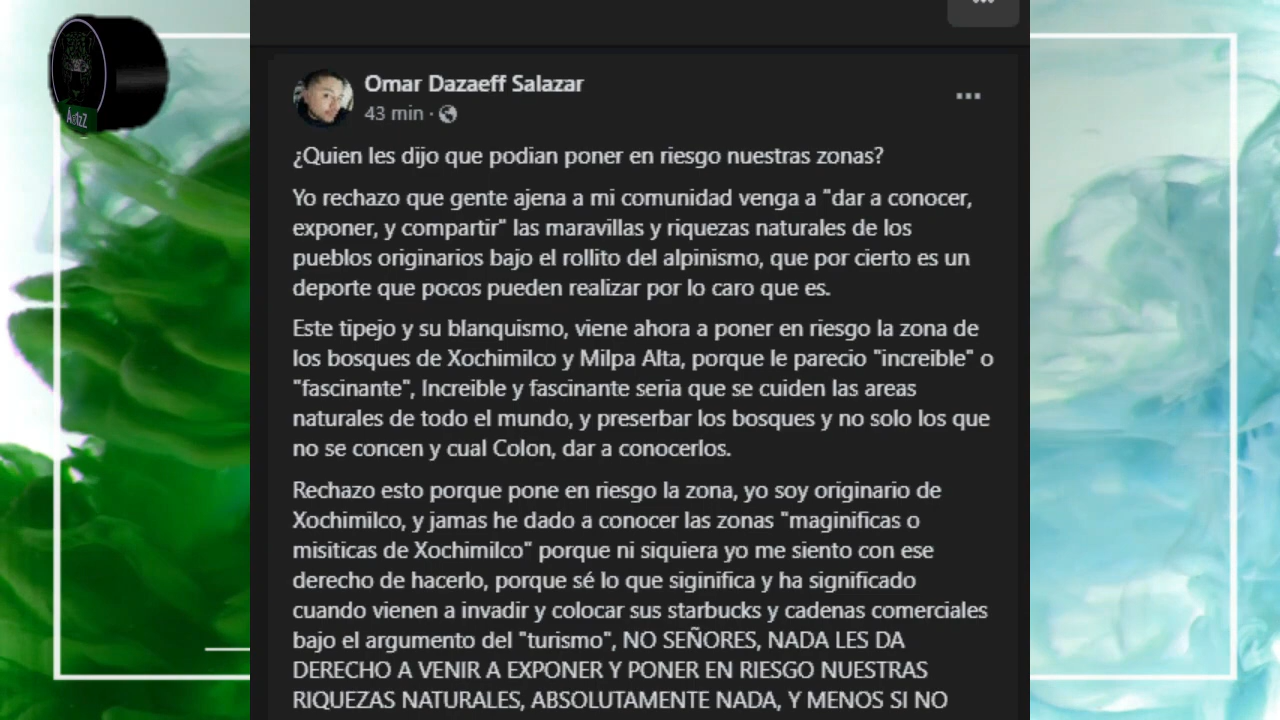 Omar Dazaeff Salazar
43 min ·
¿Quien les dijo que podian poner en riesgo nuestras zonas?
Yo rechazo que gente ajena a mi comunidad venga a "dar a conocer,
exponer, y compartir" las maravillas y riquezas naturales de los
pueblos originarios bajo el rollito del alpinismo, que por cierto es un
deporte que pocos pueden realizar por lo caro que es.
Este tipejo y su blanquismo, viene ahora a poner en riesgo la zona de
los bosques de Xochimilco y Milpa Alta, porque le parecio "increible" o
"fascinante", Increible y fascinante seria que se cuiden las areas
naturales de todo el mundo, y preserbar los bosques y no solo los que
no se concen y cual Colon, dar a conocerlos.
Rechazo esto porque pone en riesgo la zona, yo soy originario de
Xochimilco, y jamas he dado a conocer las zonas "maginificas o
misiticas de Xochimilco" porque ni siquiera yo me siento con ese
derecho de hacerlo, porque sé lo que siginifica y ha significado
cuando vienen a invadir y colocar sus starbucks y cadenas comerciales
bajo el argumento del "turismo", NO SEÑORES, NADA LES DA
DERECHO A VENIR A EXPONER Y PONER EN RIESGO NUESTRAS
RIQUEZAS NATURALES, ABSOLUTAMENTE NADA, Y MENOS SI NO